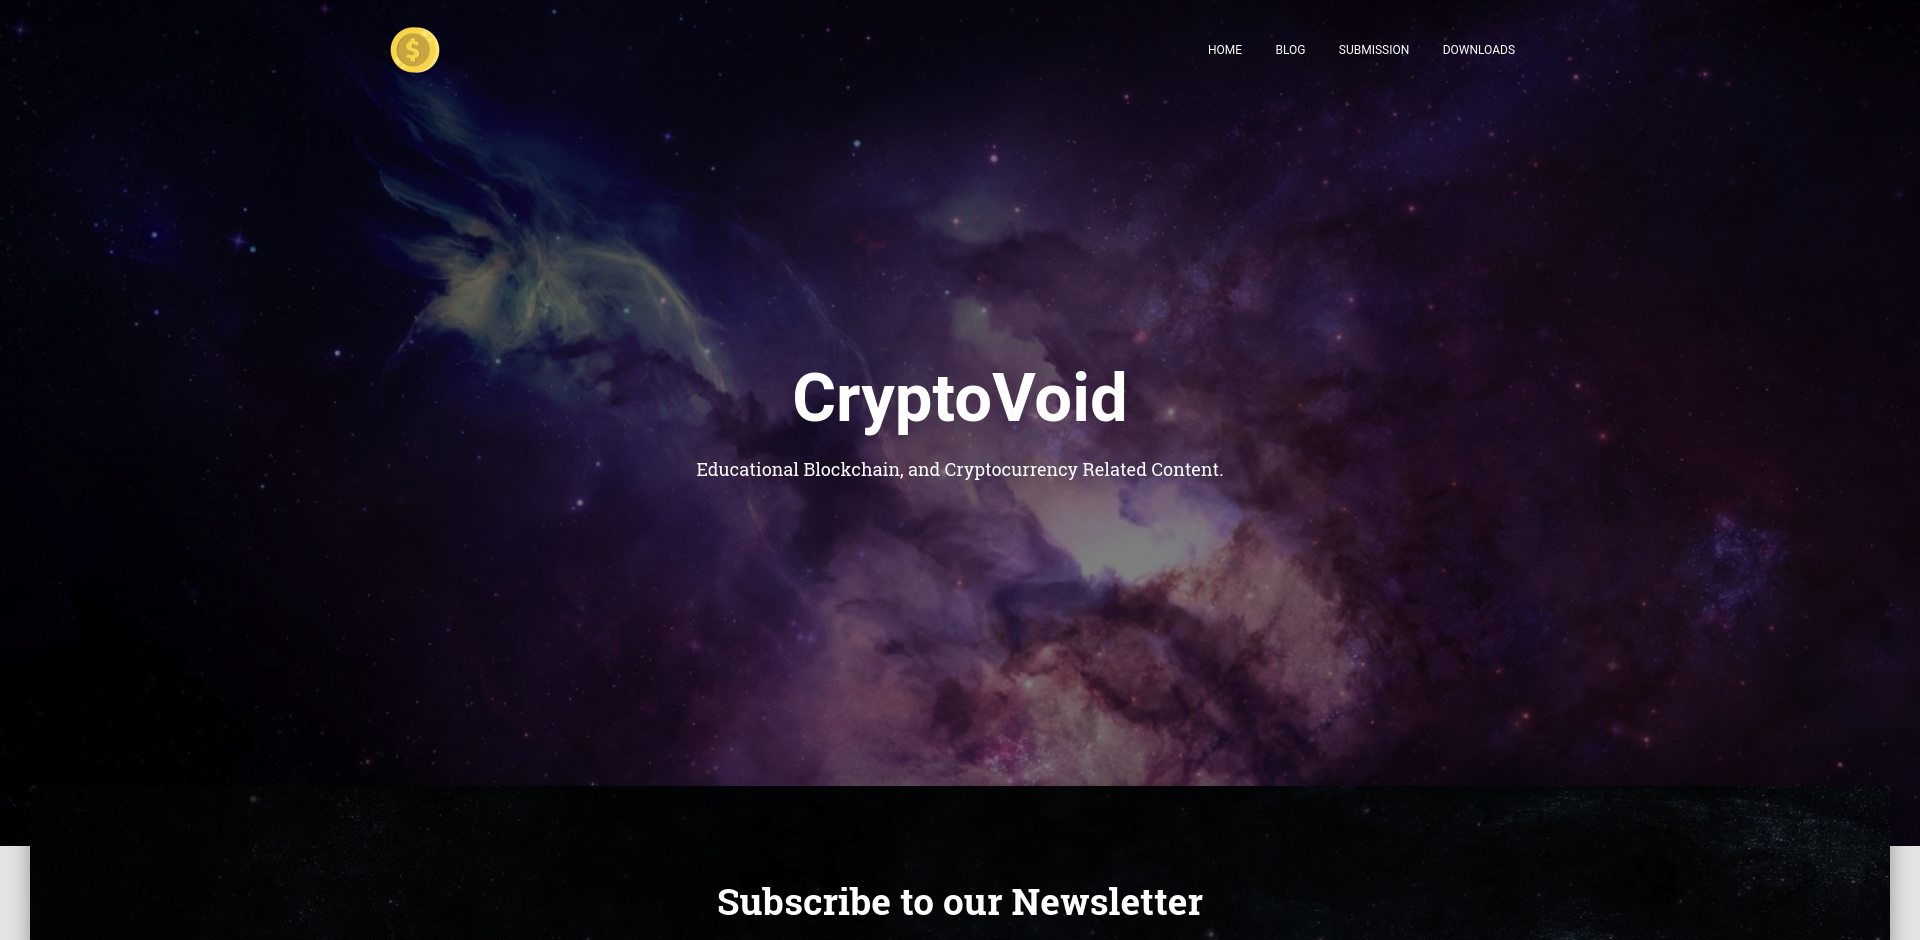 $
HOME BLOG SUBMISSION DOWNLOADS
CryptoVoid
Educational Blockchain, and Cryptocurrency Related Content.
Subscribe to our Newsletter